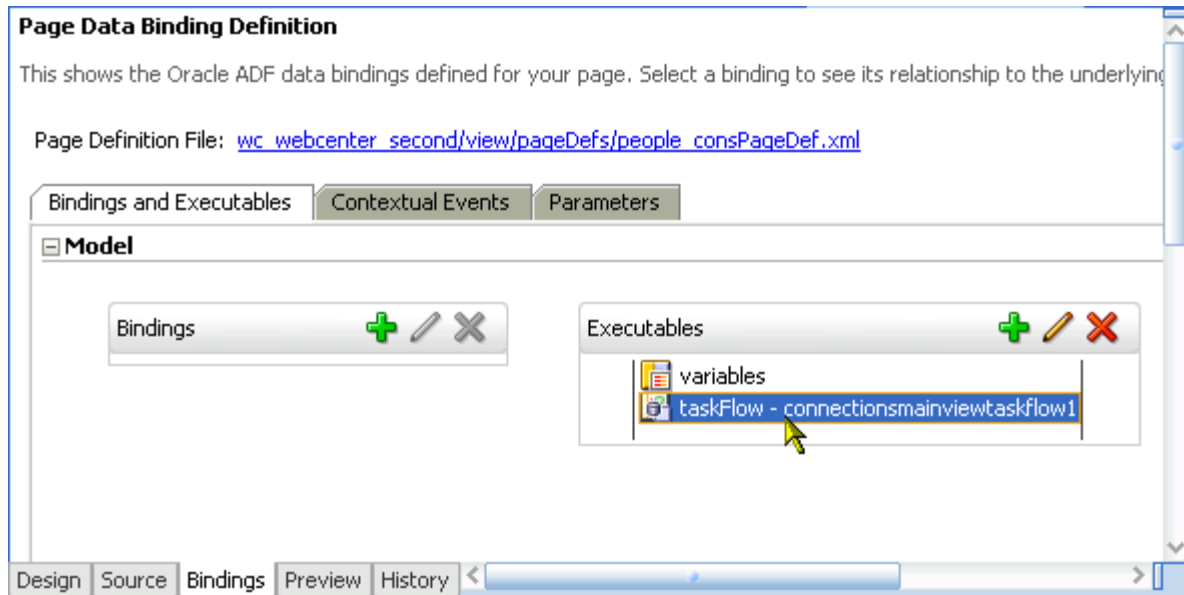 Page Data Binding Definition
This shows the Oracle ADF data bindings defined for your page. Select a binding to see its relationship to the underlying
Page Definition File: wc_webcenter_second/view/pageDefs/people_consPageDef.xml
Bindings and Executables Contextual Events Parameters
Model
Bindings Executables
variables
taskFlow - connectionsmainviewtaskflow1
Design Source Bindings Preview History